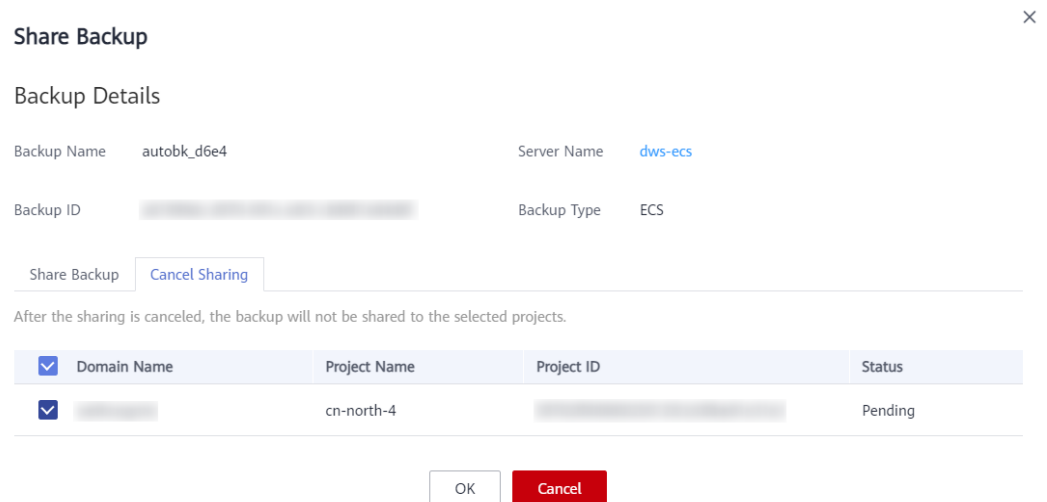 Share Backup
Backup Details
Backup Name autobk_d6e4 Server Name dws-ecs
Backup ID Backup Type ECS
Share Backup Cancel Sharing
After the sharing is canceled, the backup will not be shared to the selected projects.
Domain Name Project Name Project ID Status
cn-north-4 Pending
OK Cancel